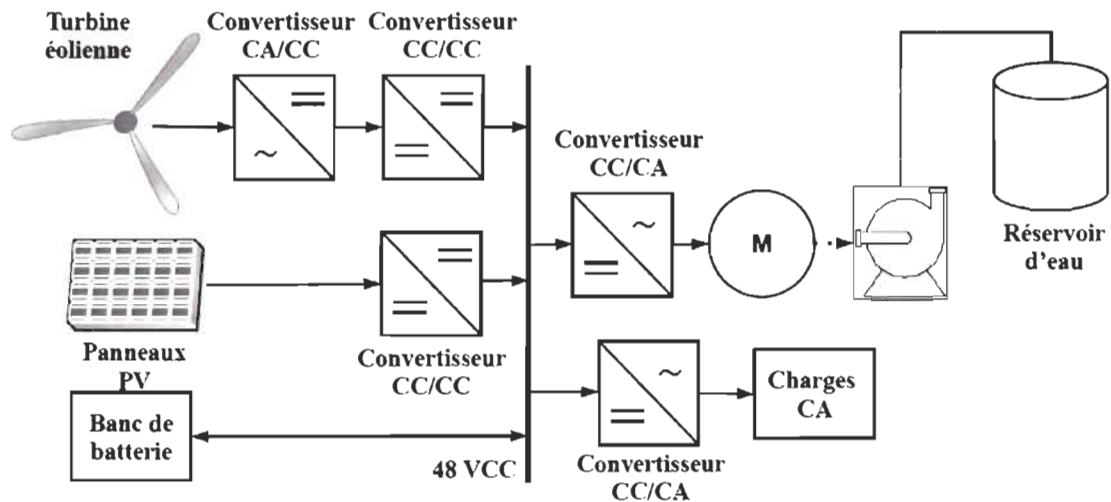 Turbine
éolienne
Convertisseur
CA/CC
Convertisseur
CC/CC
~
Convertisseur
CC/CA
~
M
Réservoir
d'eau
Panneaux
PV
Convertisseur
CC/CC
Banc de
batterie
48 VCC
~
Charges
CA
Convertisseur
CC/CA